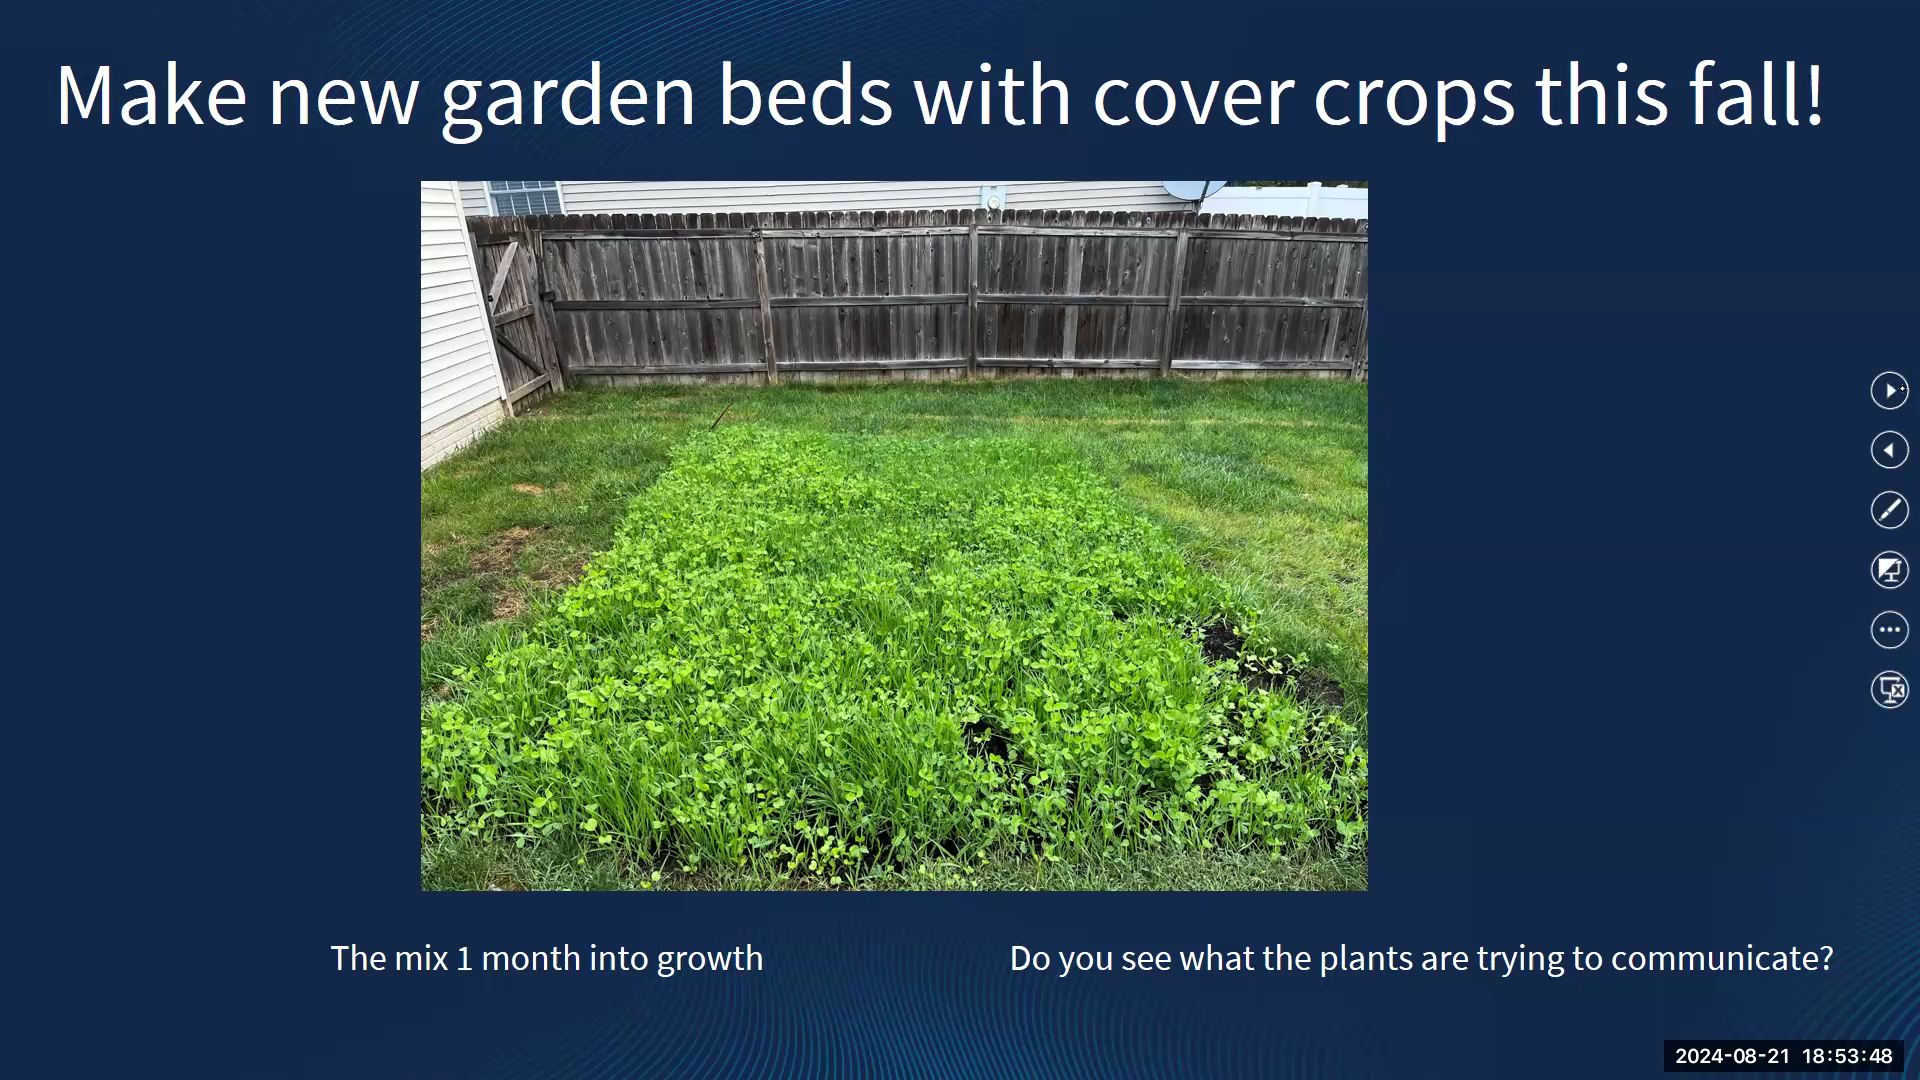 Make new garden beds with cover crops this fall!
The mix 1 month into growth
Do you see what the plants are trying to communicate?
2024-08-21 18:53:48